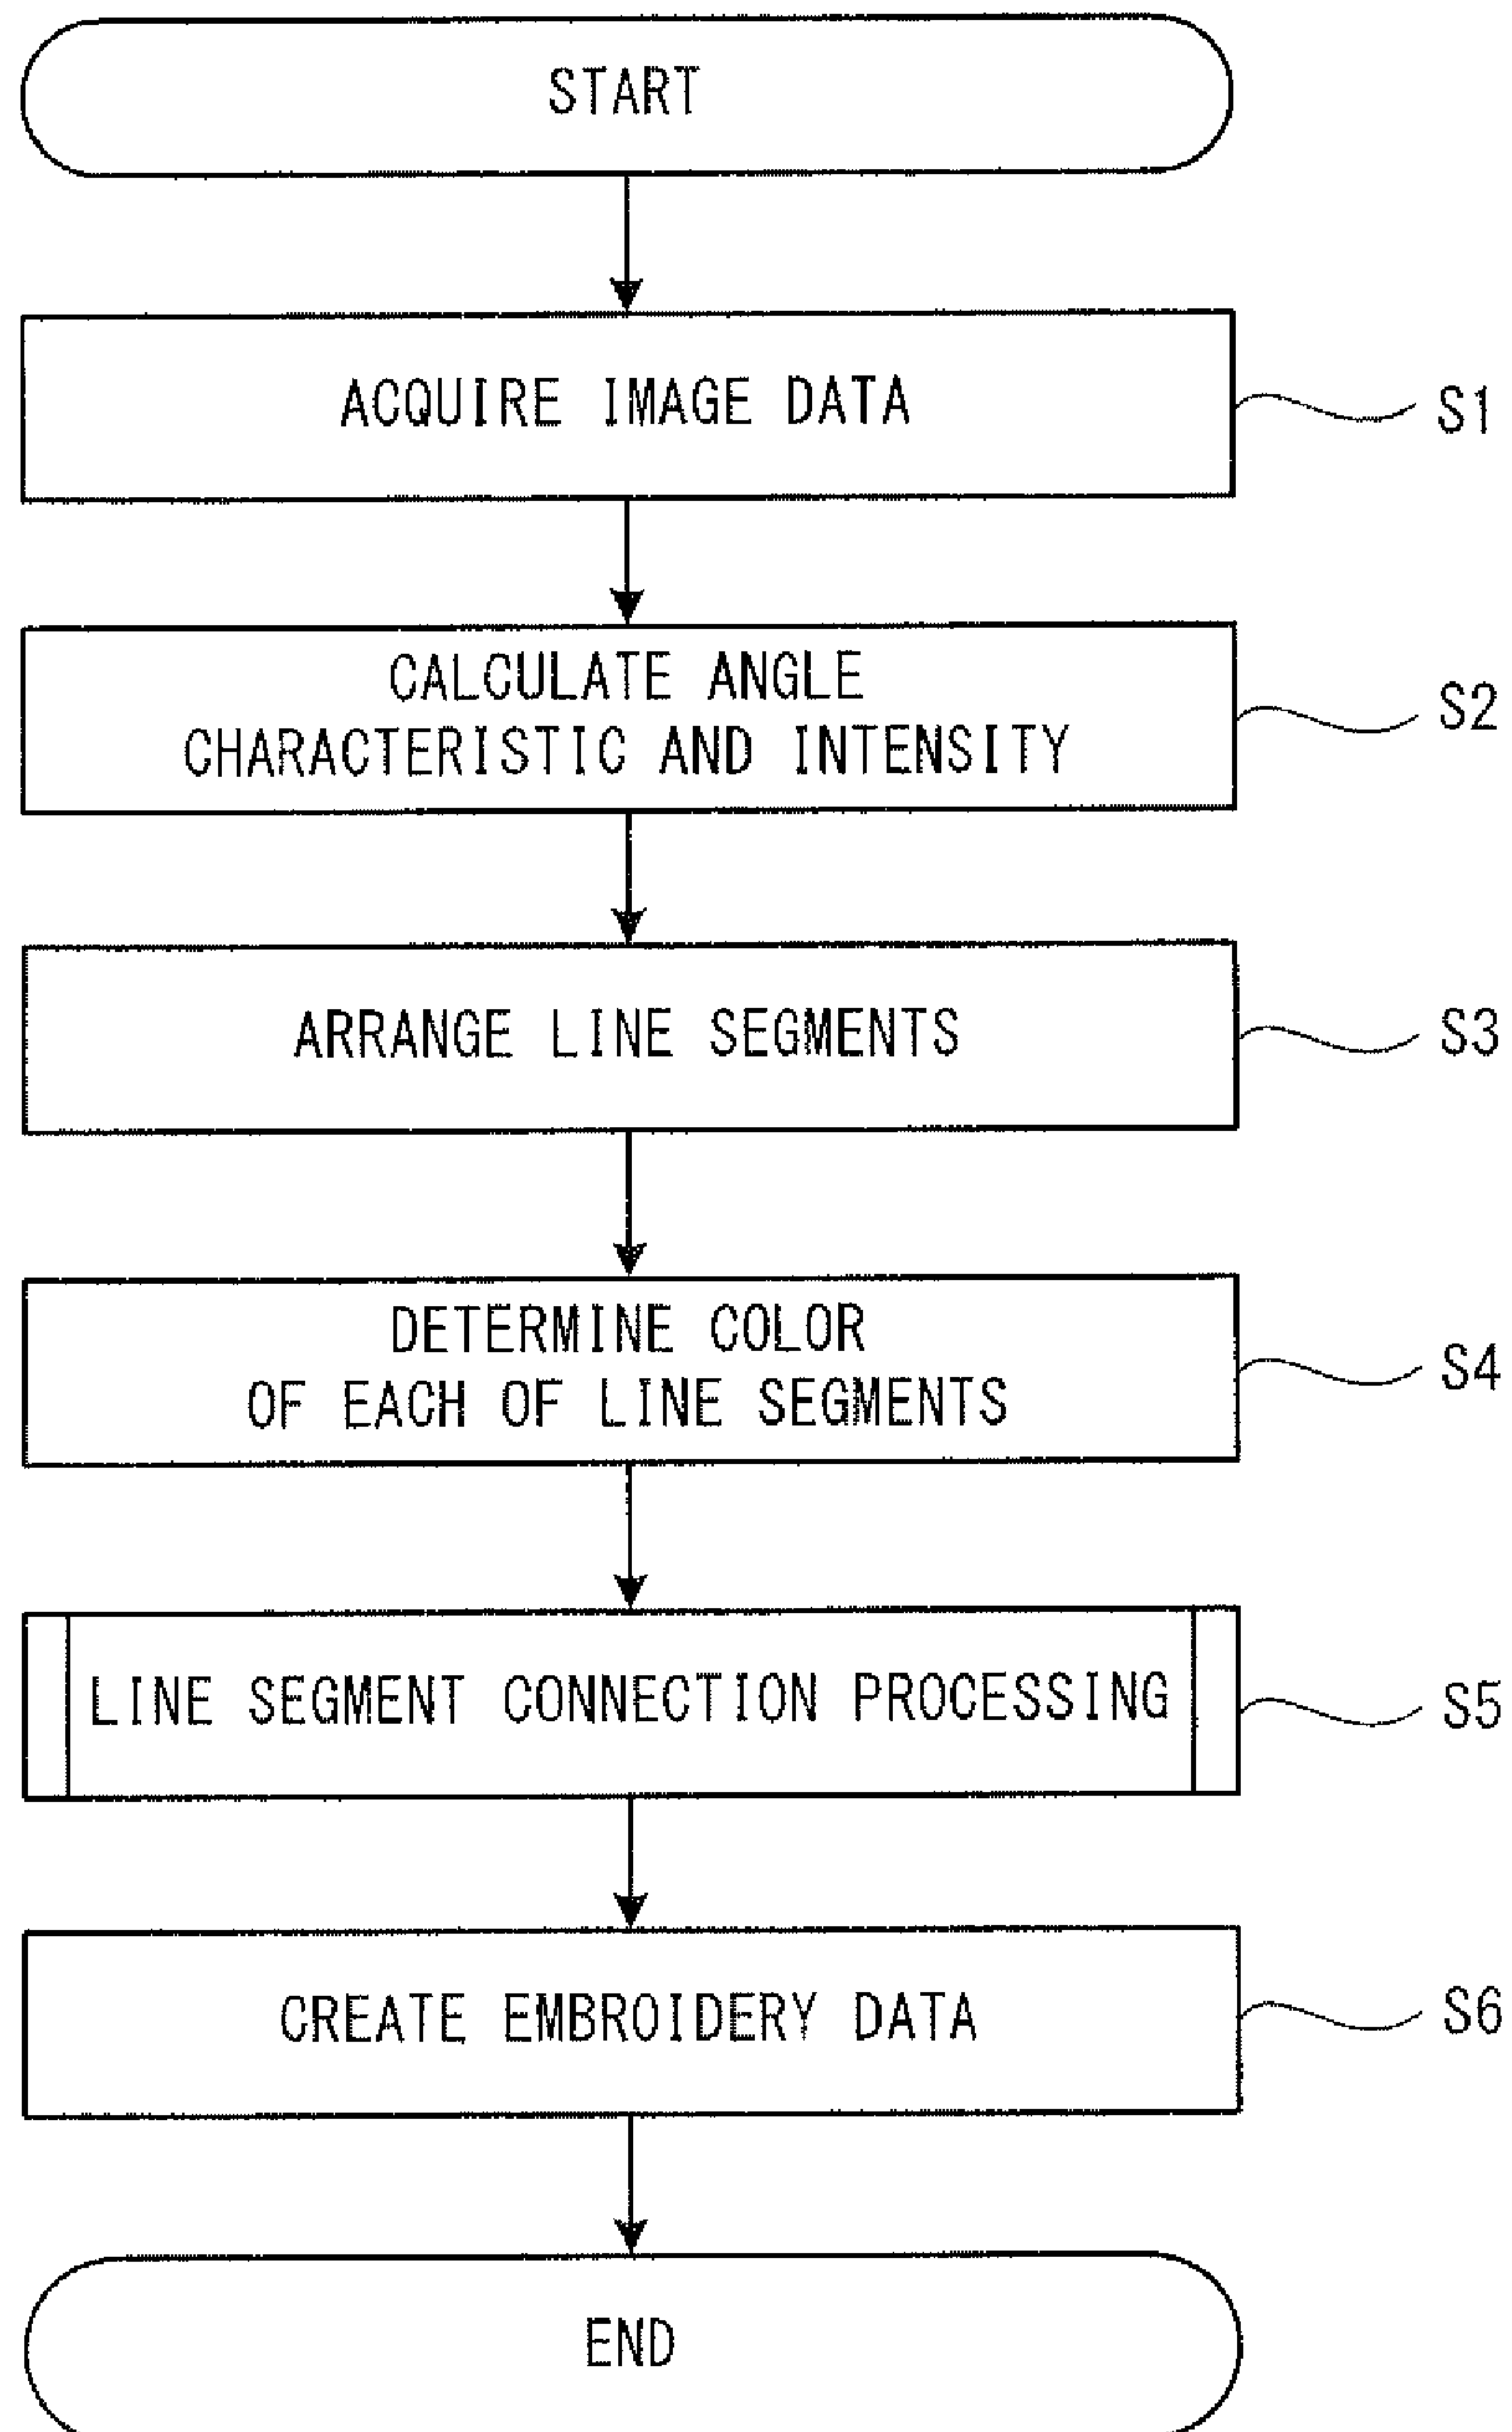 START
ACQUIRE IMAGE DATA
S1
CALCULATE ANGLE
CHARACTERISTIC AND INTENSITY
S2
ARRANGE LINE SEGMENTS
S3
DETERMINE COLOR
OF EACH OF LINE SEGMENTS
S4
LINE SEGMENT CONNECTION PROCESSING
S5
CREATE EMBROIDERY DATA
S6
END